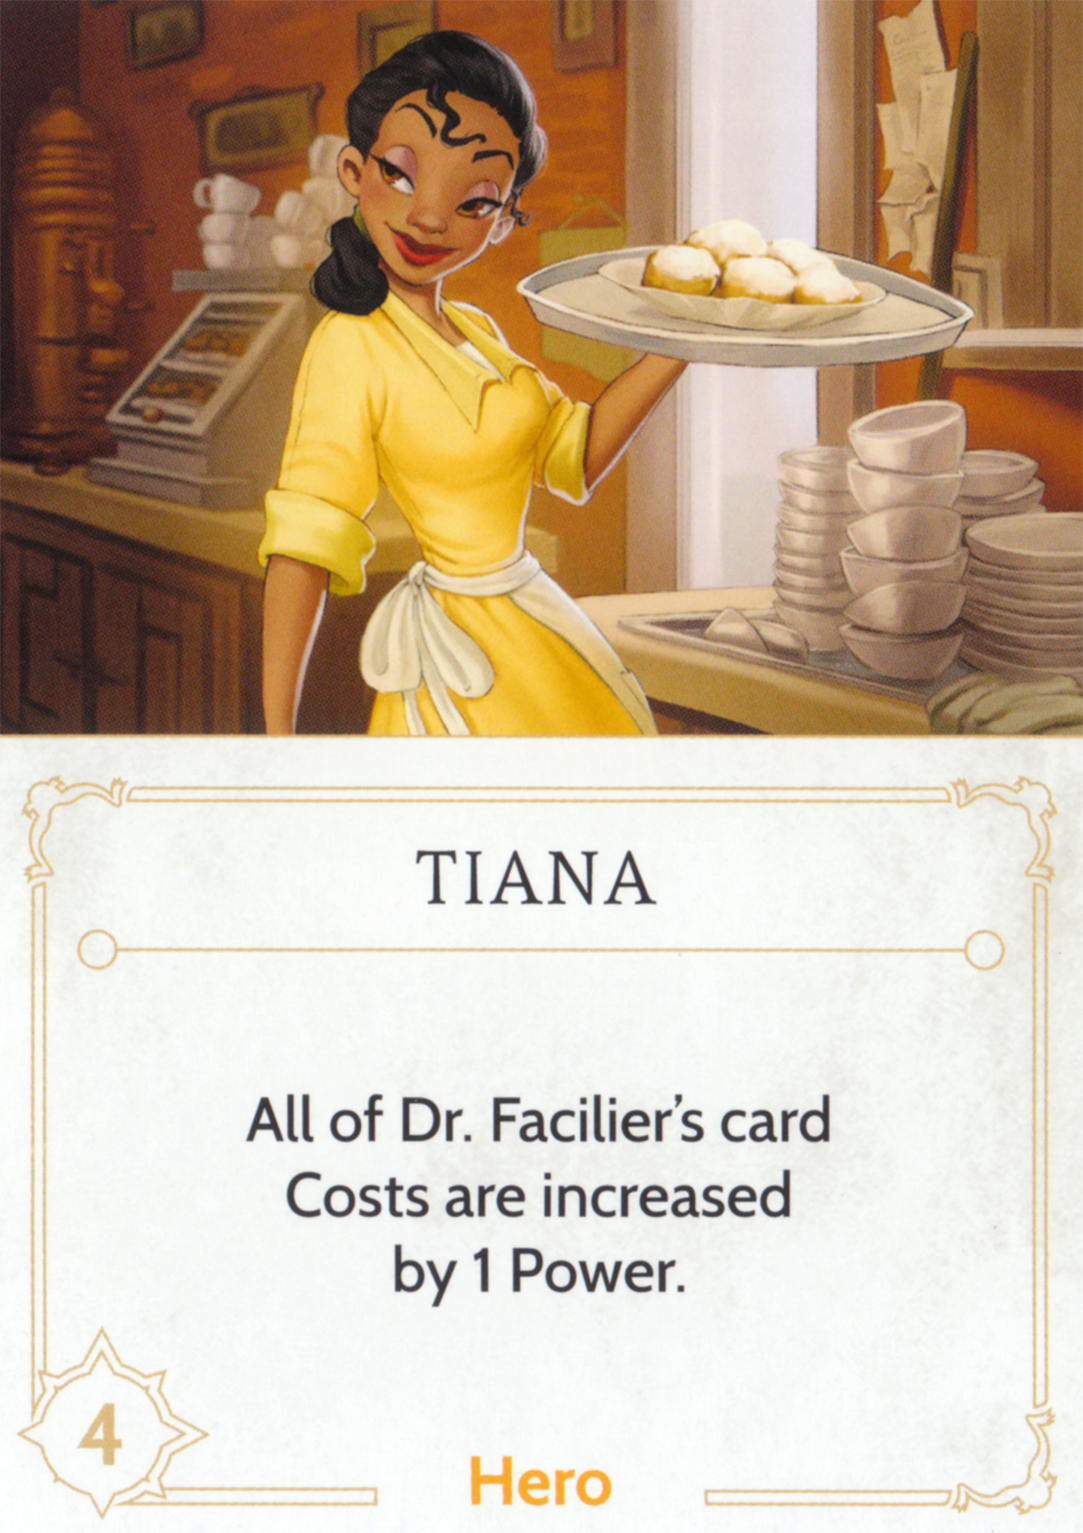 TIANA
All of Dr. Facilier’s card
Costs are increased
by 1 Power.
4
Hero